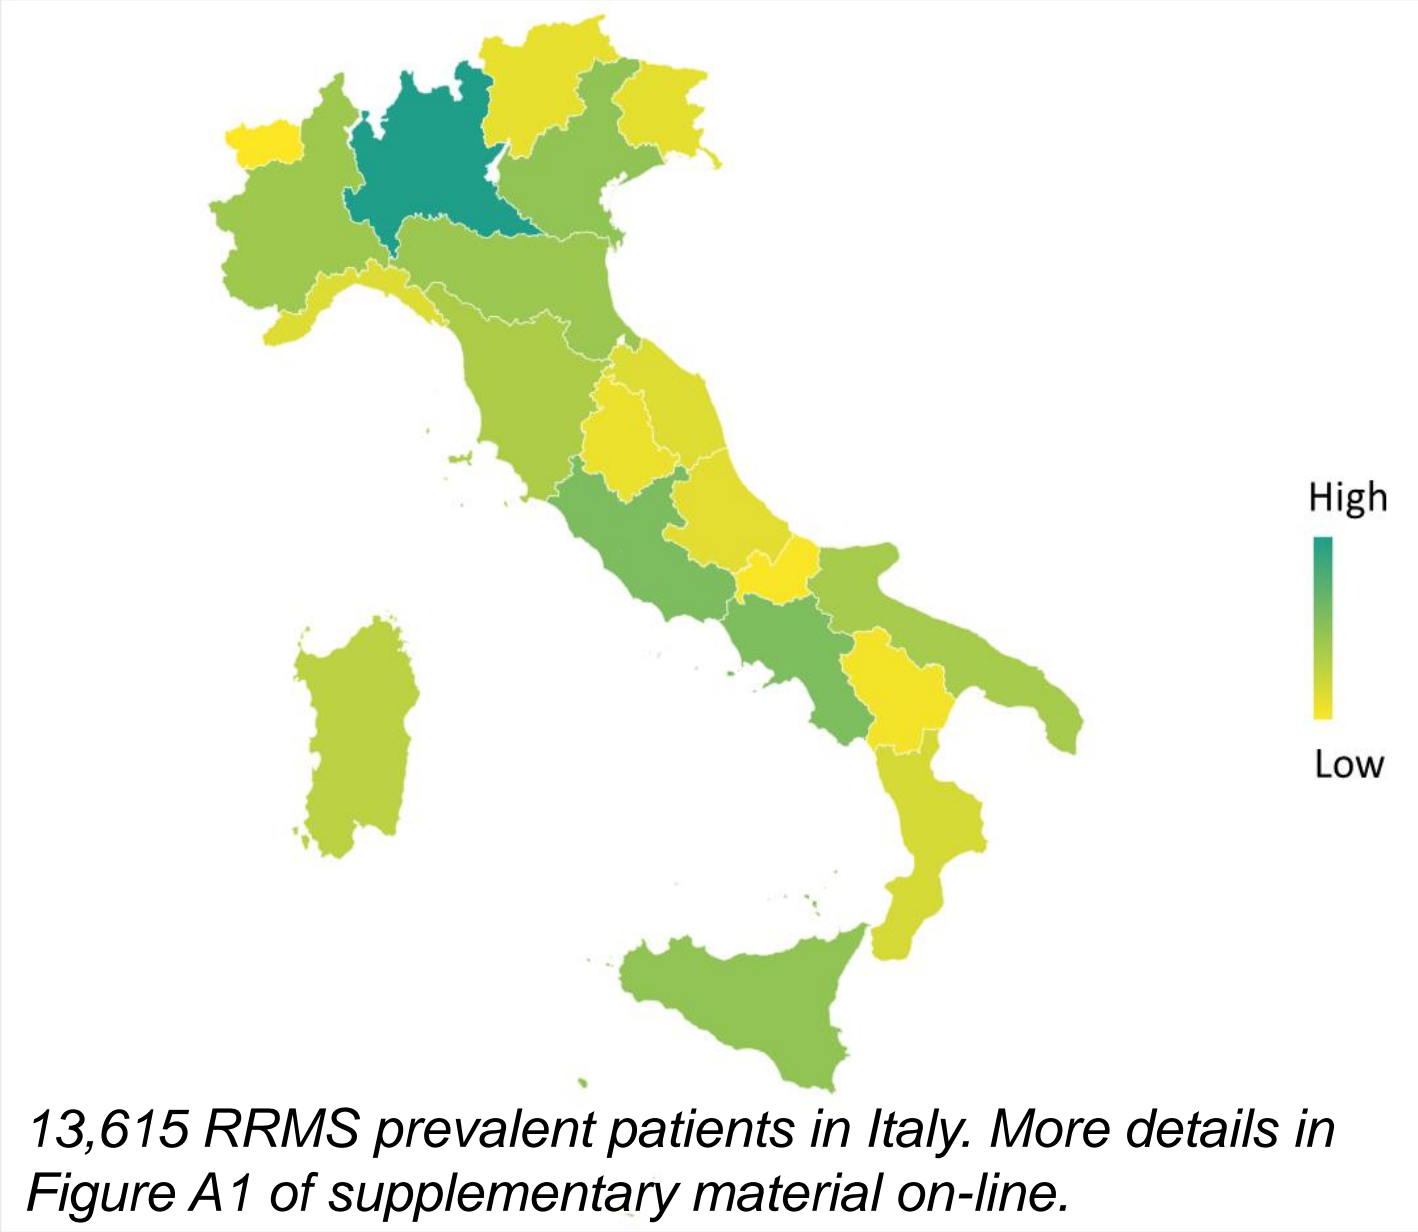 High
Low
13,615 RRMS prevalent patients in Italy. More details in
Figure A1 of supplementary material on-line.